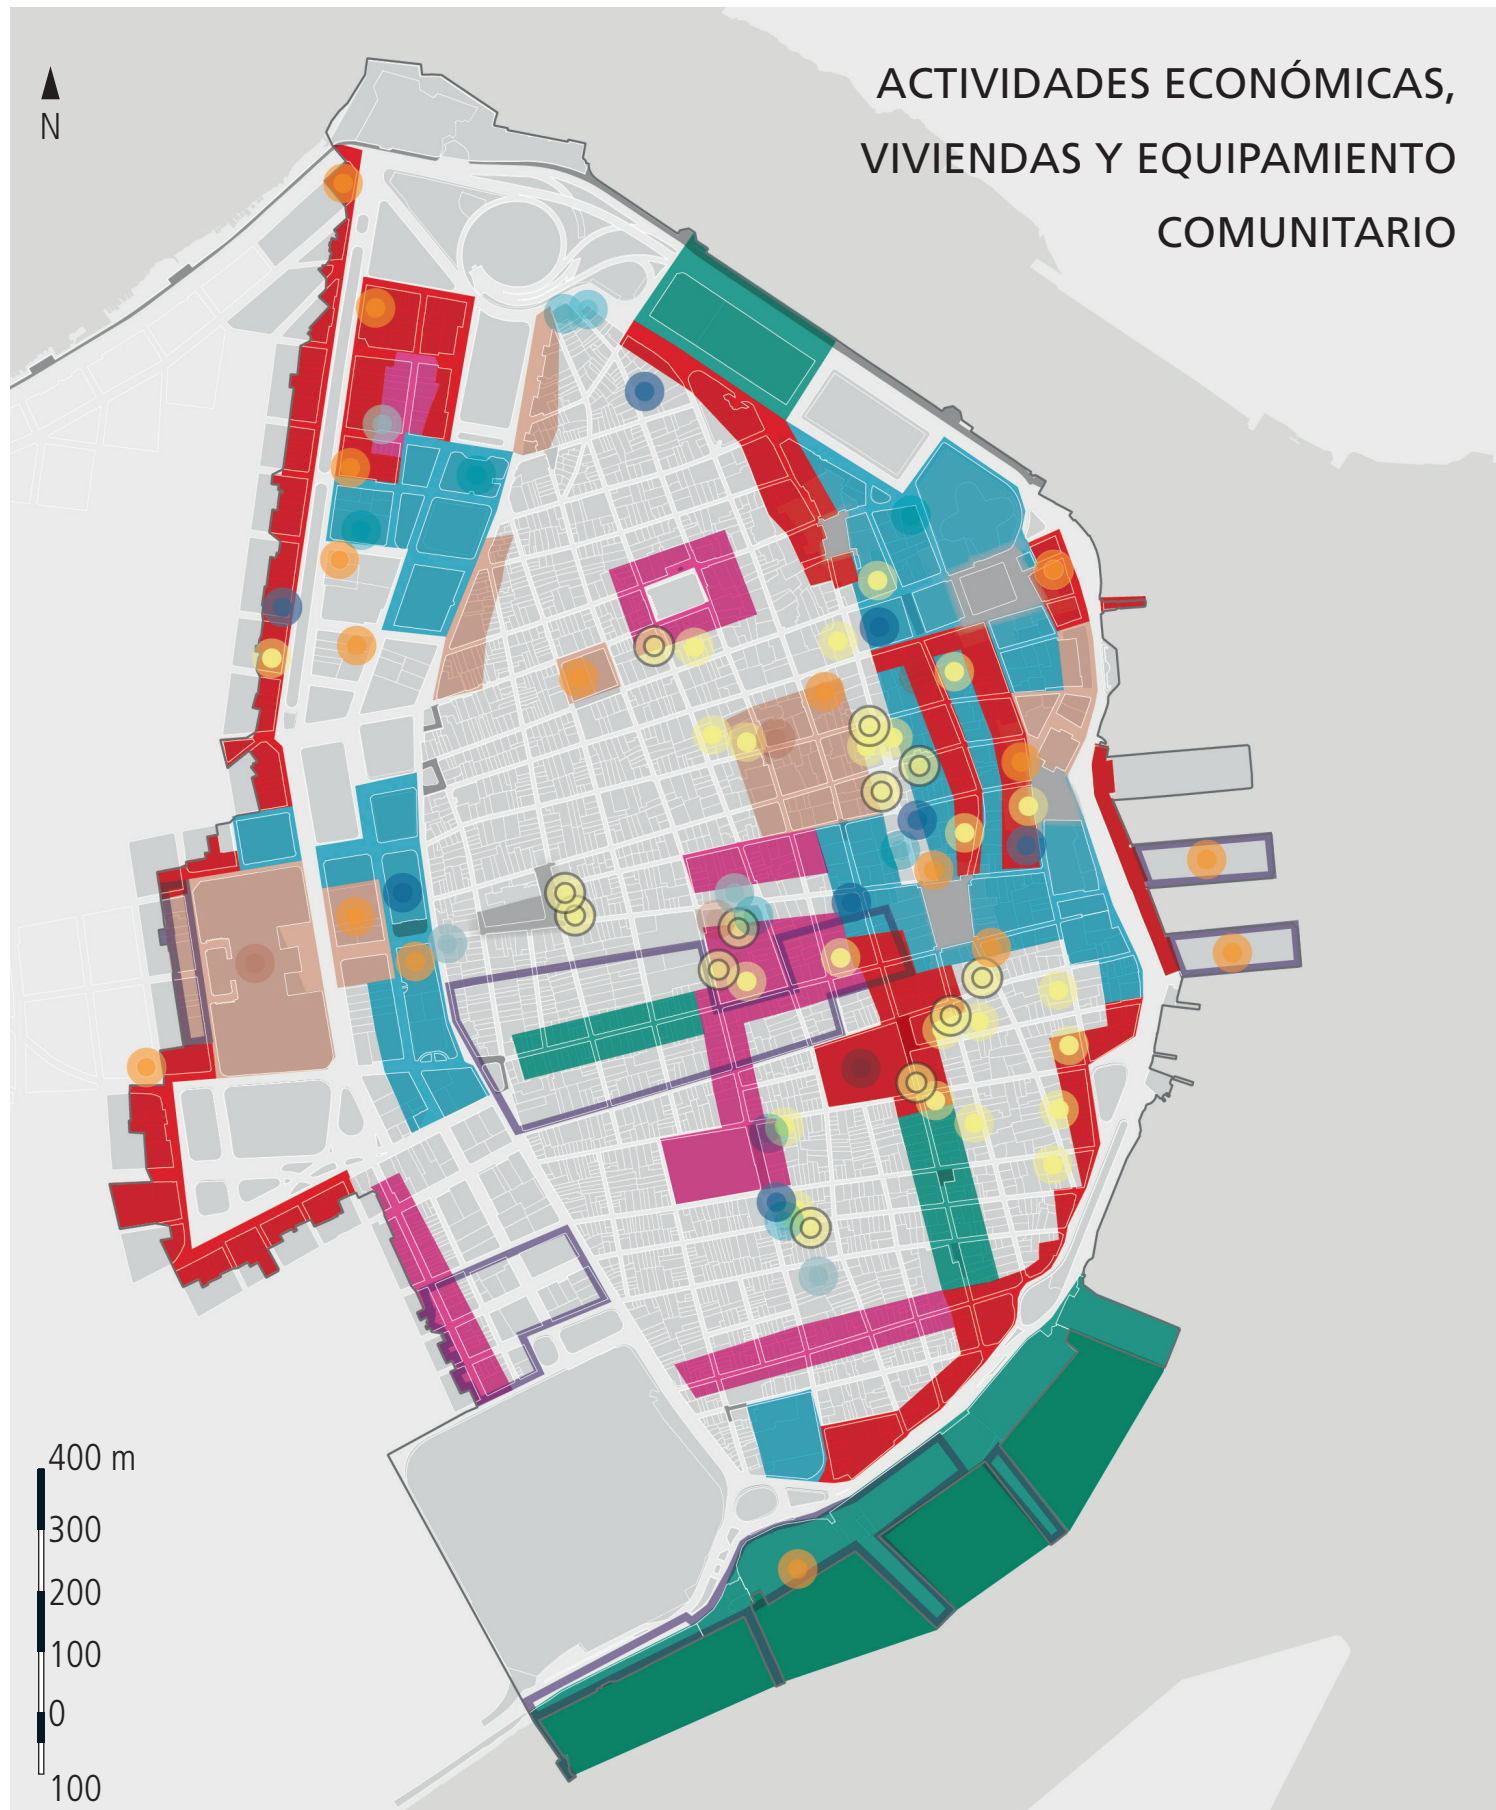 ACTIVIDADES ECONÓMICAS,
VIVIENDAS Y EQUIPAMIENTO
COMUNITARIO
N
400 m
300
200
100
0
100